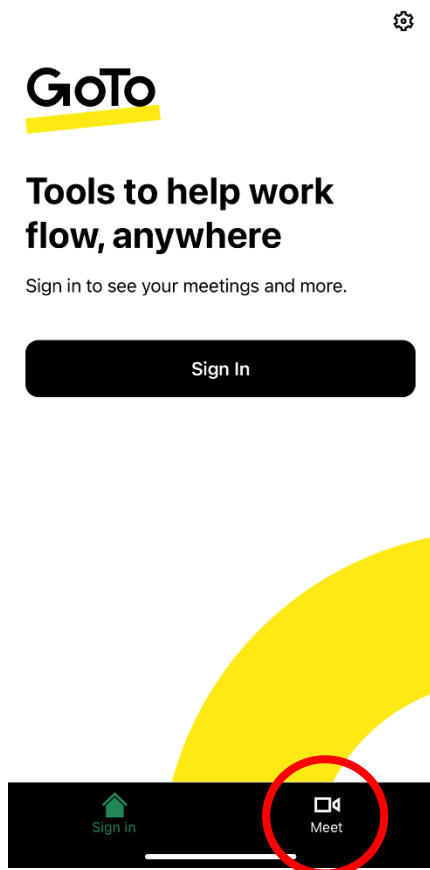 GoTo
Tools to help work
flow, anywhere
Sign in to see your meetings and more.
Sign In
Sign in
Meet